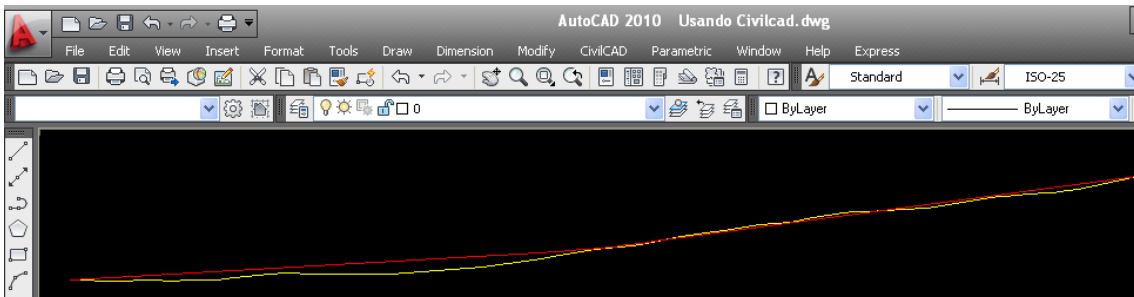 AutoCAD 2010 Usando Civilcad.dwg
File Edit View Insert Format Tools Draw Dimension Modify CivilCAD Parametric Window Help Express
Standard ISO-25
0 ByLayer ByLayer